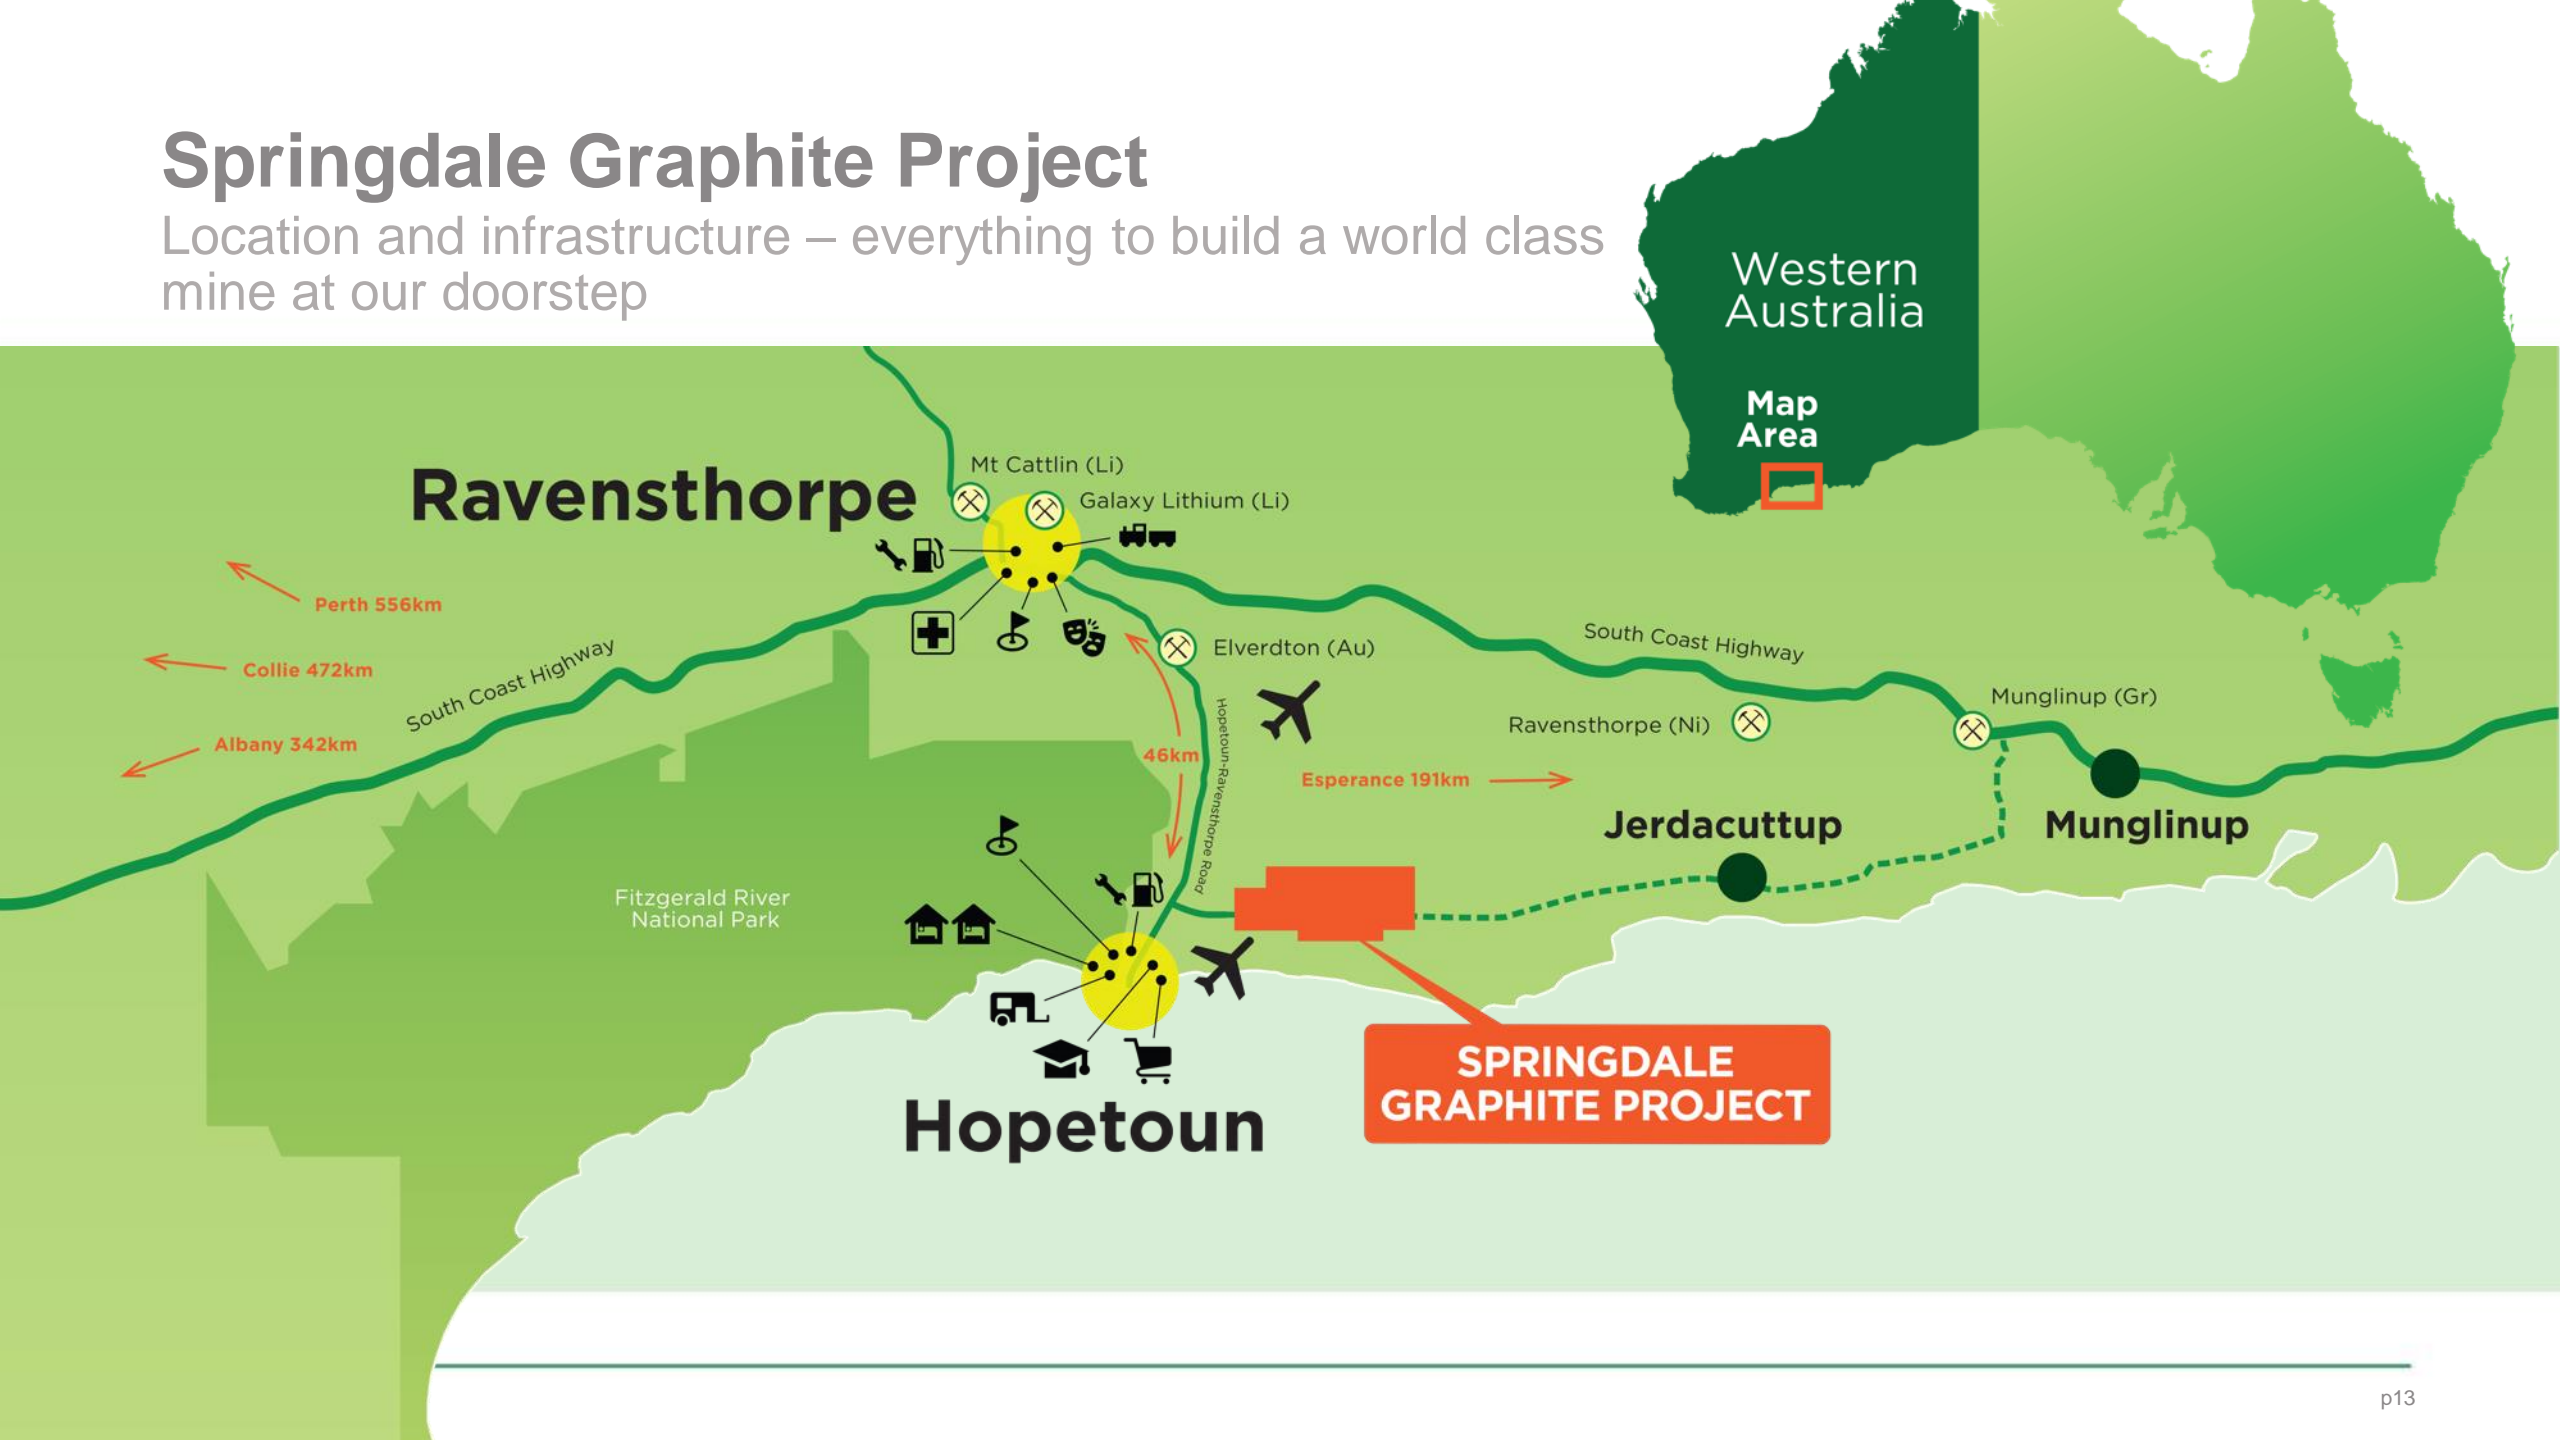 Springdale Graphite Project
Location and infrastructure – everything to build a world class
mine at our doorstep
Western
Australia
Map
Area
Mt Cattlin (Li)
Ravensthorpe
Galaxy Lithium (Li)
Perth 556km
South Coast Highway
Elverdton (Au)
South Coast Highway
Collie 472km
Munglinup (Gr)
Ravensthorpe (Ni)
Albany 342km
46km
Hopetoun-Ravensthorpe Road
Esperance 191km
Jerdacuttup
Munglinup
Fitzgerald River
National Park
SPRINGDALE
GRAPHITE PROJECT
Hopetoun
p13